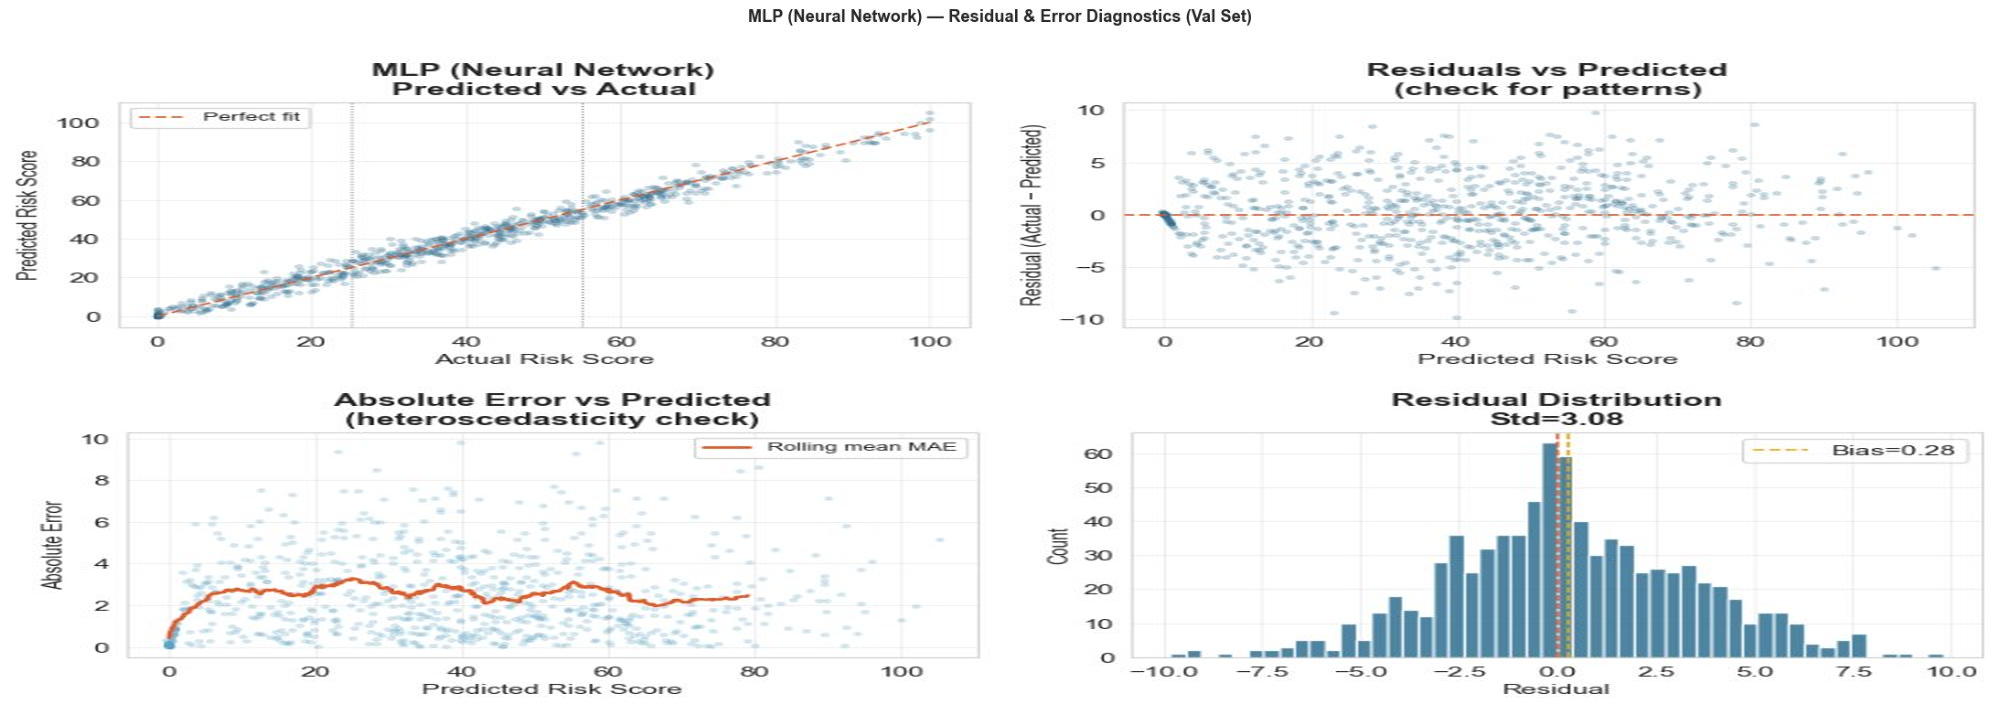 MLP (Neural Network) — Residual & Error Diagnostics (Val Set)
MLP (Neural Network)
Predicted vs Actual
Perfect fit
100
80
60
40
20
0
Predicted Risk Score
0 20 40 60 80 100
Actual Risk Score
Residuals vs Predicted
(check for patterns)
10
5
0
−5
−10
Residual (Actual − Predicted)
0 20 40 60 80 100
Predicted Risk Score
Absolute Error vs Predicted
(heteroscedasticity check)
Rolling mean MAE
10
8
6
4
2
0
Absolute Error
0 20 40 60 80 100
Predicted Risk Score
Residual Distribution
Std=3.08
Bias=0.28
60
50
40
30
20
10
0
Count
−10.0 −7.5 −5.0 −2.5 0.0 2.5 5.0 7.5 10.0
Residual